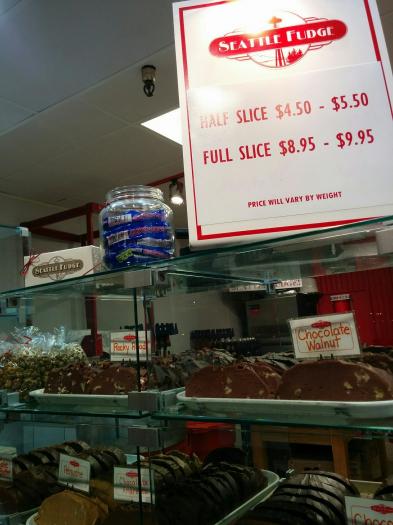 SEATTLE FUDGE
HALF SLICE $4.50 - $5.50
FULL SLICE $8.95 - $9.95
PRICE WILL VARY BY WEIGHT
SEATTLE FUDGE
Rocky Road
Chocolate
Walnut
Chocolate